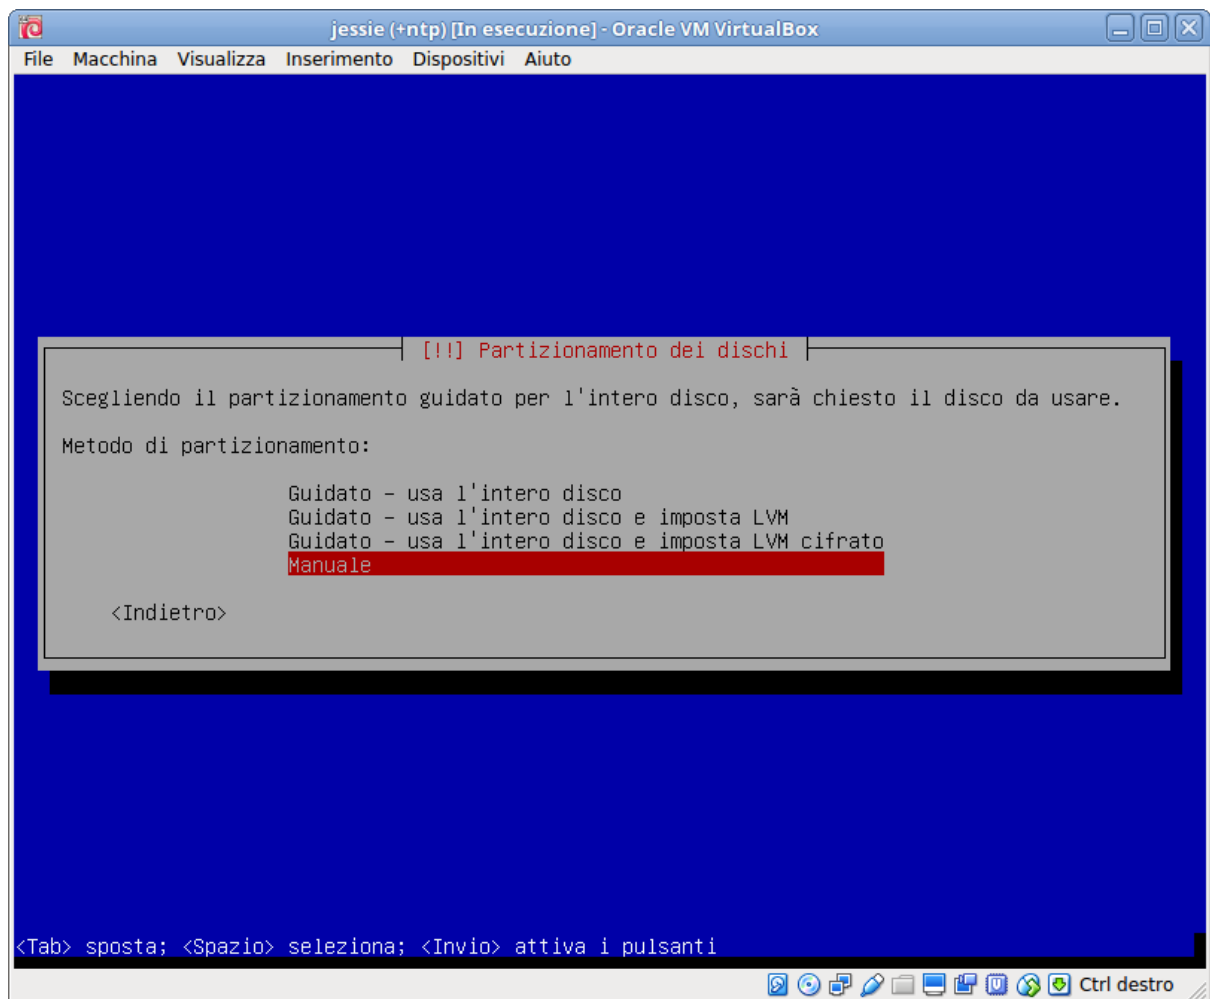 jessie (+ntp) [In esecuzione] - Oracle VM VirtualBox
File Macchina Visualizza Inserimento Dispositivi Aiuto
[!!] Partizionamento dei dischi
Scegliendo il partizionamento guidato per l'intero disco, sarà chiesto il disco da usare.
Metodo di partizionamento:
Guidato - usa l'intero disco
Guidato - usa l'intero disco e imposta LVM
Guidato - usa l'intero disco e imposta LVM cifrato
Manuale
<Indietro>
<Tab> sposta; <Spazio> seleziona; <Invio> attiva i pulsanti
Ctrl destro